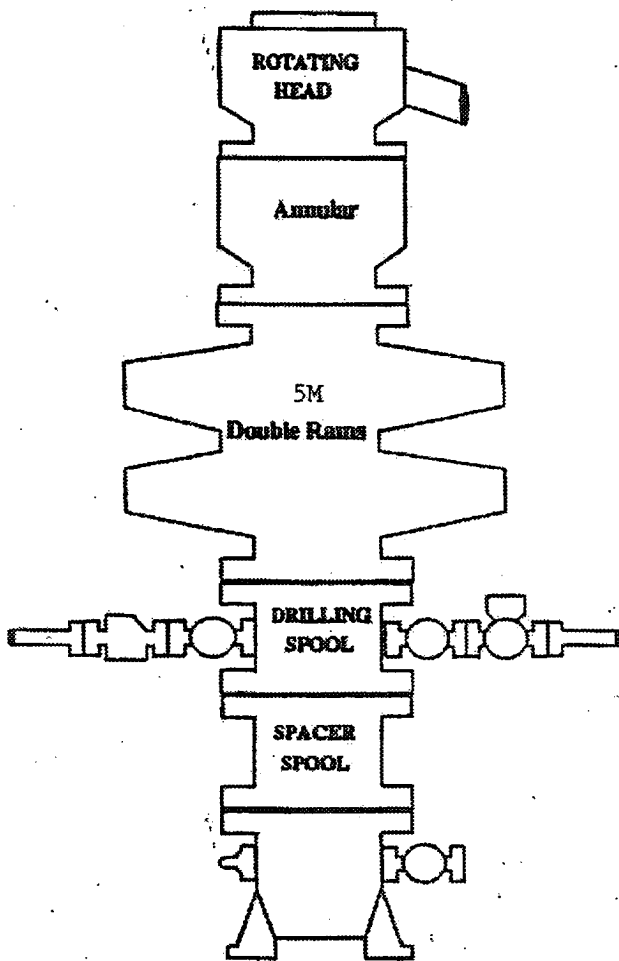 ROTATING
HEAD
Annular
5M
Double Rams
DRILLING
SPOOL
SPACER
SPOOL